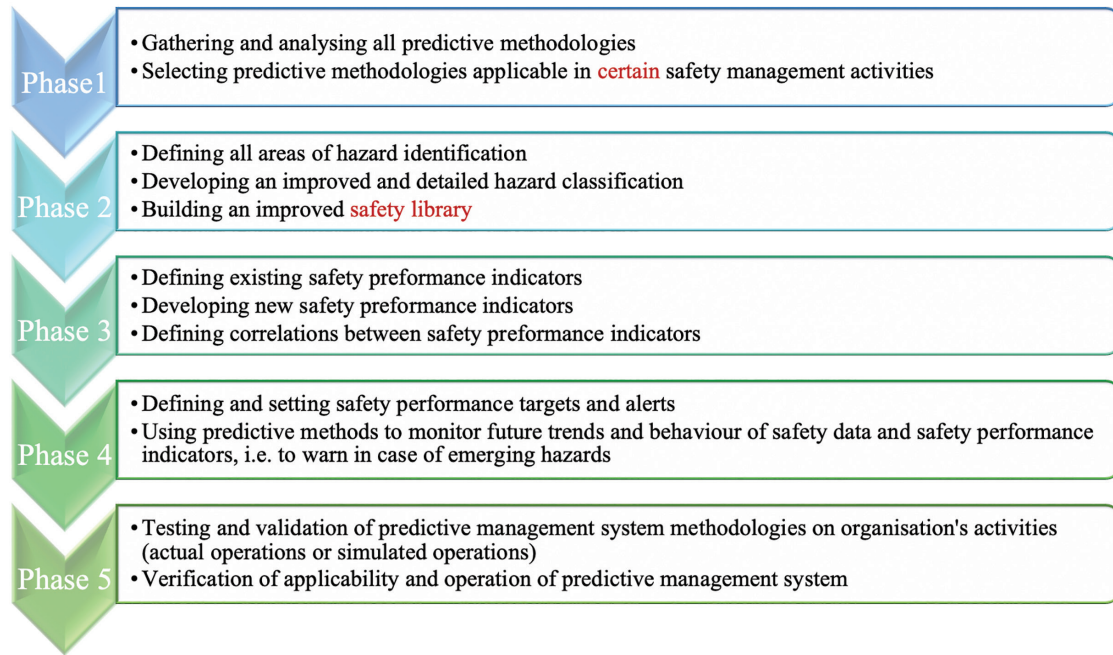 Phase1
•Gathering and analysing all predictive methodologies
•Selecting predictive methodologies applicable in certain safety management activities
Phase 2
•Defining all areas of hazard identification
•Developing an improved and detailed hazard classification
•Building an improved safety library
Phase 3
•Defining existing safety preformance indicators
•Developing new safety preformance indicators
•Defining correlations between safety preformance indicators
Phase 4
•Defining and setting safety performance targets and alerts
•Using predictive methods to monitor future trends and behaviour of safety data and safety performance
indicators, i.e. to warn in case of emerging hazards
Phase 5
•Testing and validation of predictive management system methodologies on organisation's activities
(actual operations or simulated operations)
•Verification of applicability and operation of predictive management system